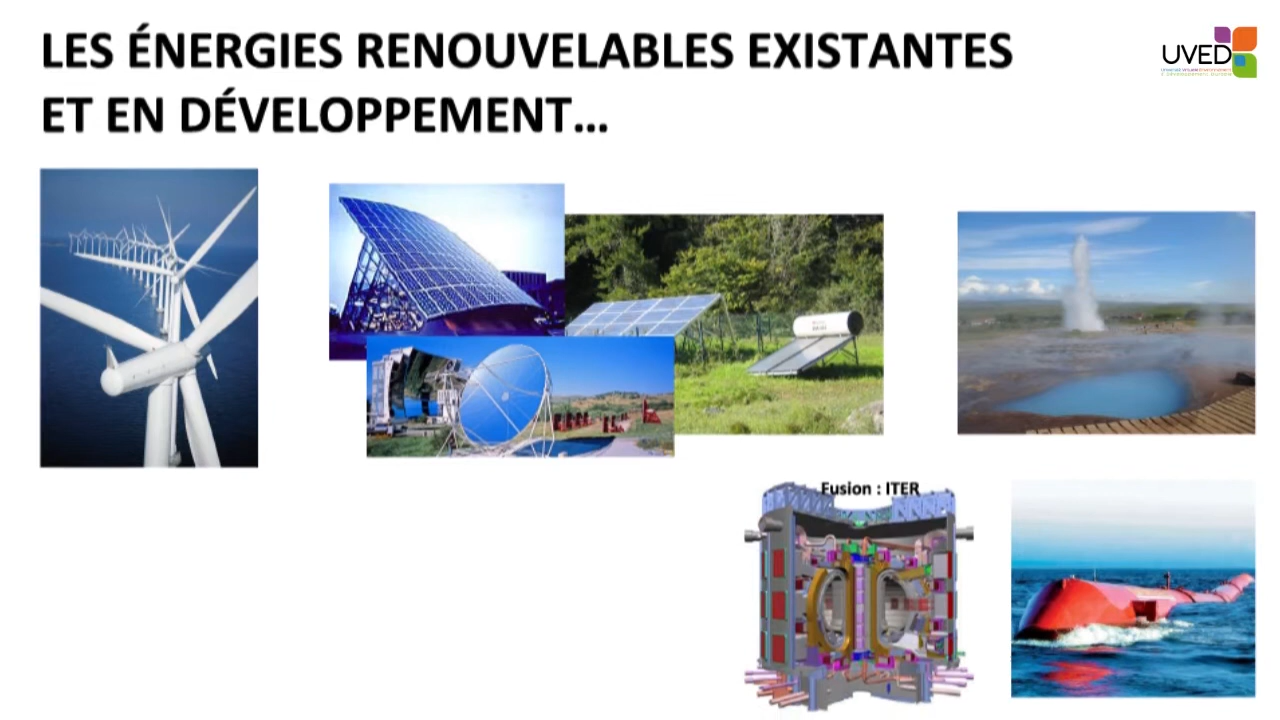 LES ÉNERGIES RENOUVELABLES EXISTANTES
ET EN DÉVELOPPEMENT...
UVED
Fusion : ITER